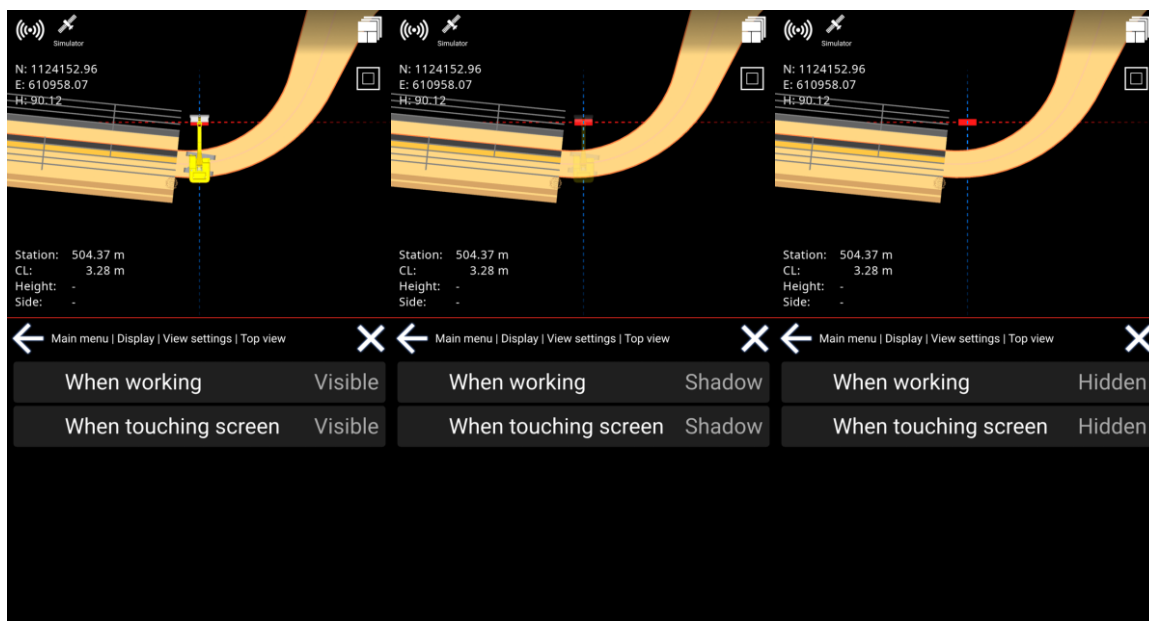 Simulator
N: 1124152.96
E: 610958.07
H: 90.12
Station: 504.37 m
CL: 3.28 m
Height: -
Side: -
Main menu | Display | View settings | Top view
When working Visible
When touching screen Visible
Simulator
N: 1124152.96
E: 610958.07
H: 90.12
Station: 504.37 m
CL: 3.28 m
Height: -
Side: -
Main menu | Display | View settings | Top view
When working Shadow
When touching screen Shadow
Simulator
N: 1124152.96
E: 610958.07
H: 90.12
Station: 504.37 m
CL: 3.28 m
Height: -
Side: -
Main menu | Display | View settings | Top view
When working Hidden
When touching screen Hidden